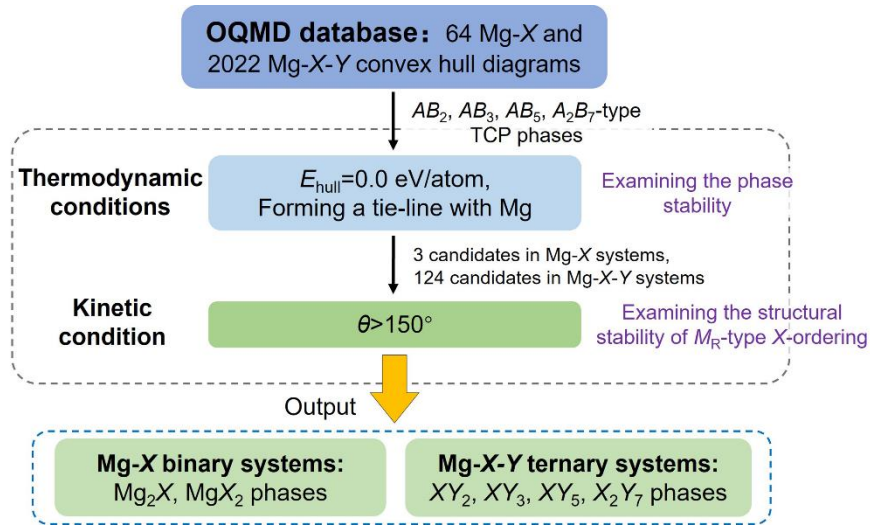 OQMD database: 64 Mg-X and
2022 Mg-X-Y convex hull diagrams
AB₂, AB₃, AB₅, A₂B₇-type
TCP phases
Thermodynamic
conditions
E_hull=0.0 eV/atom,
Forming a tie-line with Mg
Examining the phase
stability
3 candidates in Mg-X systems,
124 candidates in Mg-X-Y systems
Kinetic
condition
θ>150°
Examining the structural
stability of M_R-type X-ordering
Output
Mg-X binary systems:
Mg₂X, MgX₂ phases
Mg-X-Y ternary systems:
XY₂, XY₃, XY₅, X₂Y₇ phases